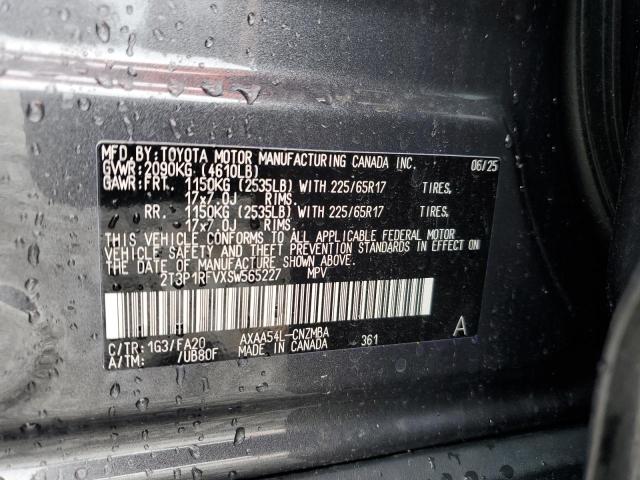 MFD.BY:TOYOTA MOTOR MANUFACTURING CANADA INC. 06/25
GVWR:2090KG (4610LB)
GAWR:FRT. 1150KG (2535LB) WITH 225/65R17 TIRES.
17x7.0J RIMS.
RR. 1150KG (2535LB) WITH 225/65R17 TIRES.
17x7.0J RIMS.
THIS VEHICLE CONFORMS TO ALL APPLICABLE FEDERAL MOTOR
VEHICLE SAFETY AND THEFT PREVENTION STANDARDS IN EFFECT ON
THE DATE OF MANUFACTURE SHOWN ABOVE.
2T3P1RFVXSW565227 MPV
C/TR:1G3/FA20 AXAA54L-CNZMBA 361 A
A/TM: /UB80F MADE IN CANADA